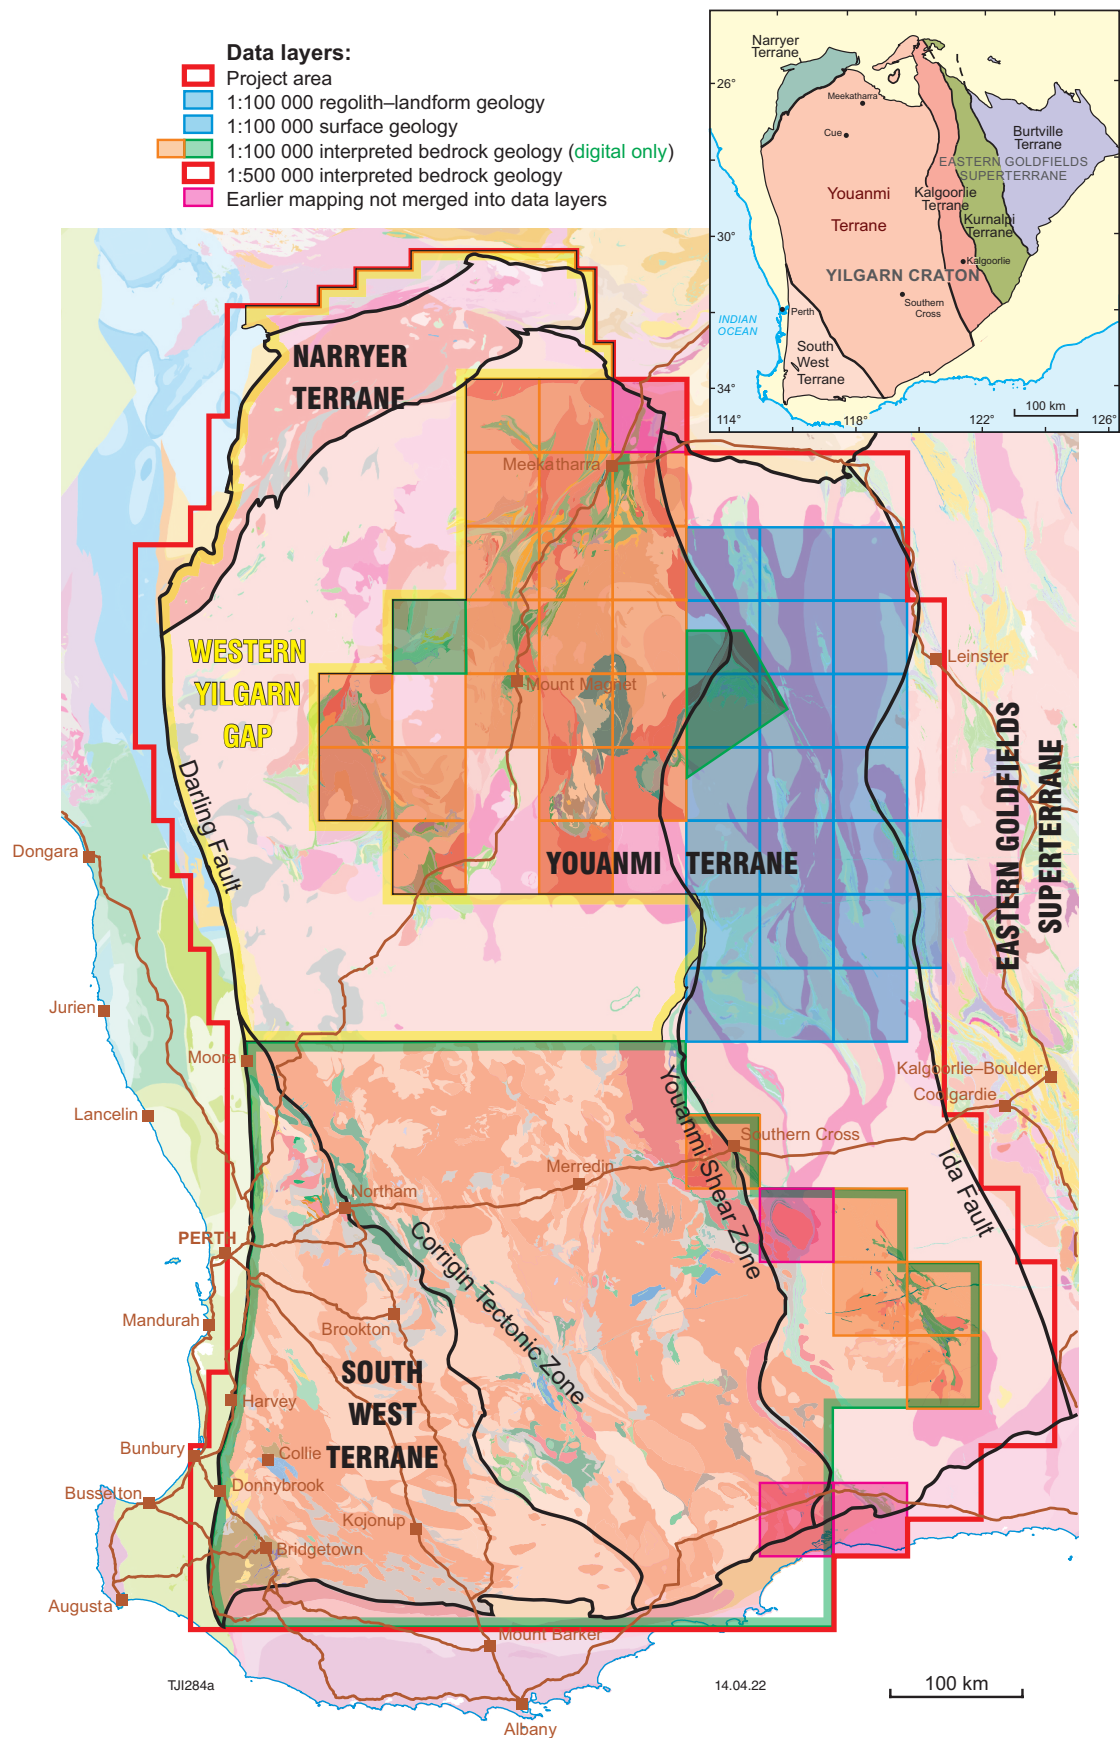 Data layers:
Project area
1:100 000 regolith–landform geology
1:100 000 surface geology
1:100 000 interpreted bedrock geology (digital only)
1:500 000 interpreted bedrock geology
Earlier mapping not merged into data layers
Narryer
Terrane
26°
Meekatharra
Cue
Burtville
Terrane
EASTERN GOLDFIELDS
SUPERTERRANE
Youanmi
Terrane
Kalgoorlie
Terrane
Kurnalpi
Terrane
30°
Kalgoorlie
YILGARN CRATON
Southern
Cross
Perth
INDIAN
OCEAN
South
West
Terrane
34°
100 km
114°
118°
122°
126°
NARRYER
TERRANE
Meekatharra
WESTERN
YILGARN
GAP
Mount Magnet
Leinster
Darling Fault
EASTERN GOLDFIELDS
SUPERTERRANE
Dongara
YOUANMI TERRANE
Jurien
Moora
Kalgoorlie–Boulder
Coolgardie
Lancelin
Youanmi Shear Zone
Southern Cross
Merredin
Ida Fault
Northam
PERTH
Corrigin Tectonic Zone
Mandurah
Brookton
SOUTH
WEST
TERRANE
Harvey
Bunbury
Collie
Busselton
Donnybrook
Kojonup
Bridgetown
Augusta
Mount Barker
TJI284a
14.04.22
100 km
Albany